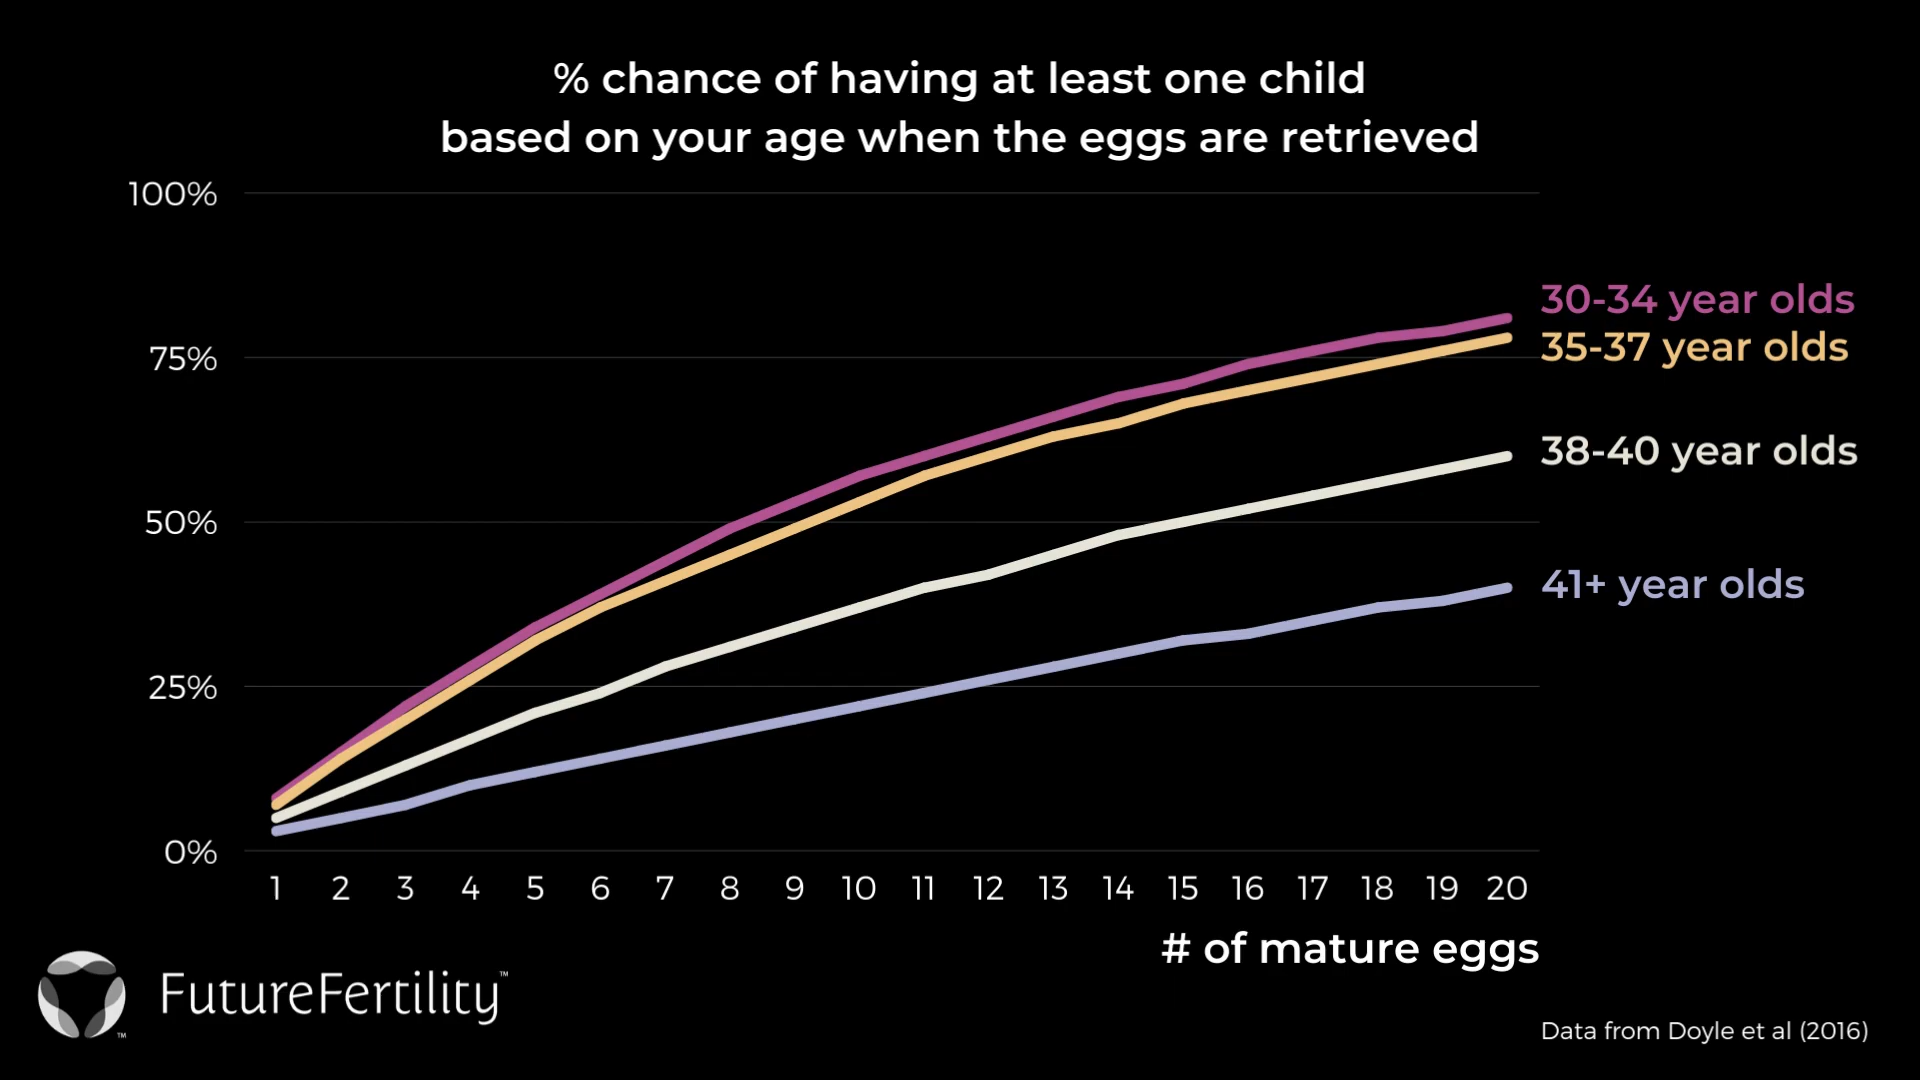 % chance of having at least one child
based on your age when the eggs are retrieved
100%
75%
50%
25%
0%
30-34 year olds
35-37 year olds
38-40 year olds
41+ year olds
1 2 3 4 5 6 7 8 9 10 11 12 13 14 15 16 17 18 19 20
# of mature eggs
FutureFertility™
™
Data from Doyle et al (2016)